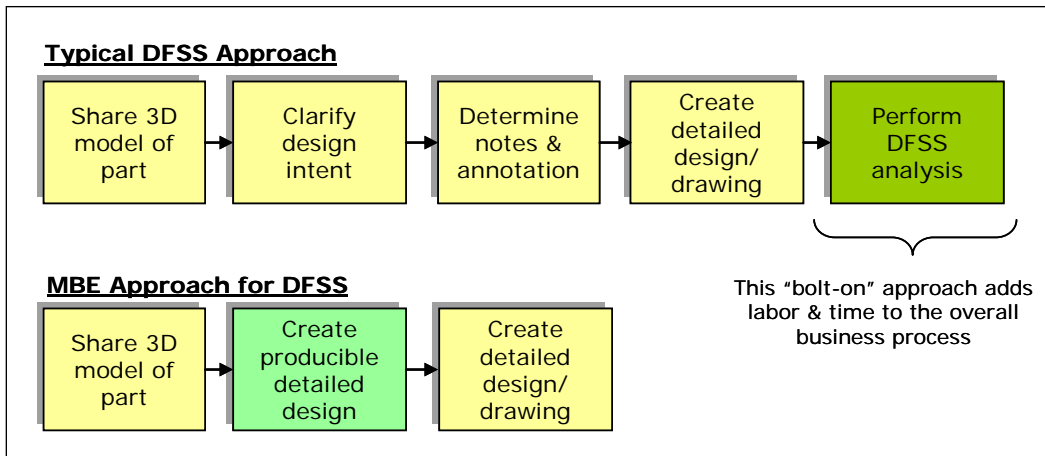 Typical DFSS Approach
Share 3D
model of
part
Clarify
design
intent
Determine
notes &
annotation
Create
detailed
design/
drawing
Perform
DFSS
analysis
This "bolt-on" approach adds
labor & time to the overall
business process
MBE Approach for DFSS
Share 3D
model of
part
Create
producible
detailed
design
Create
detailed
design/
drawing